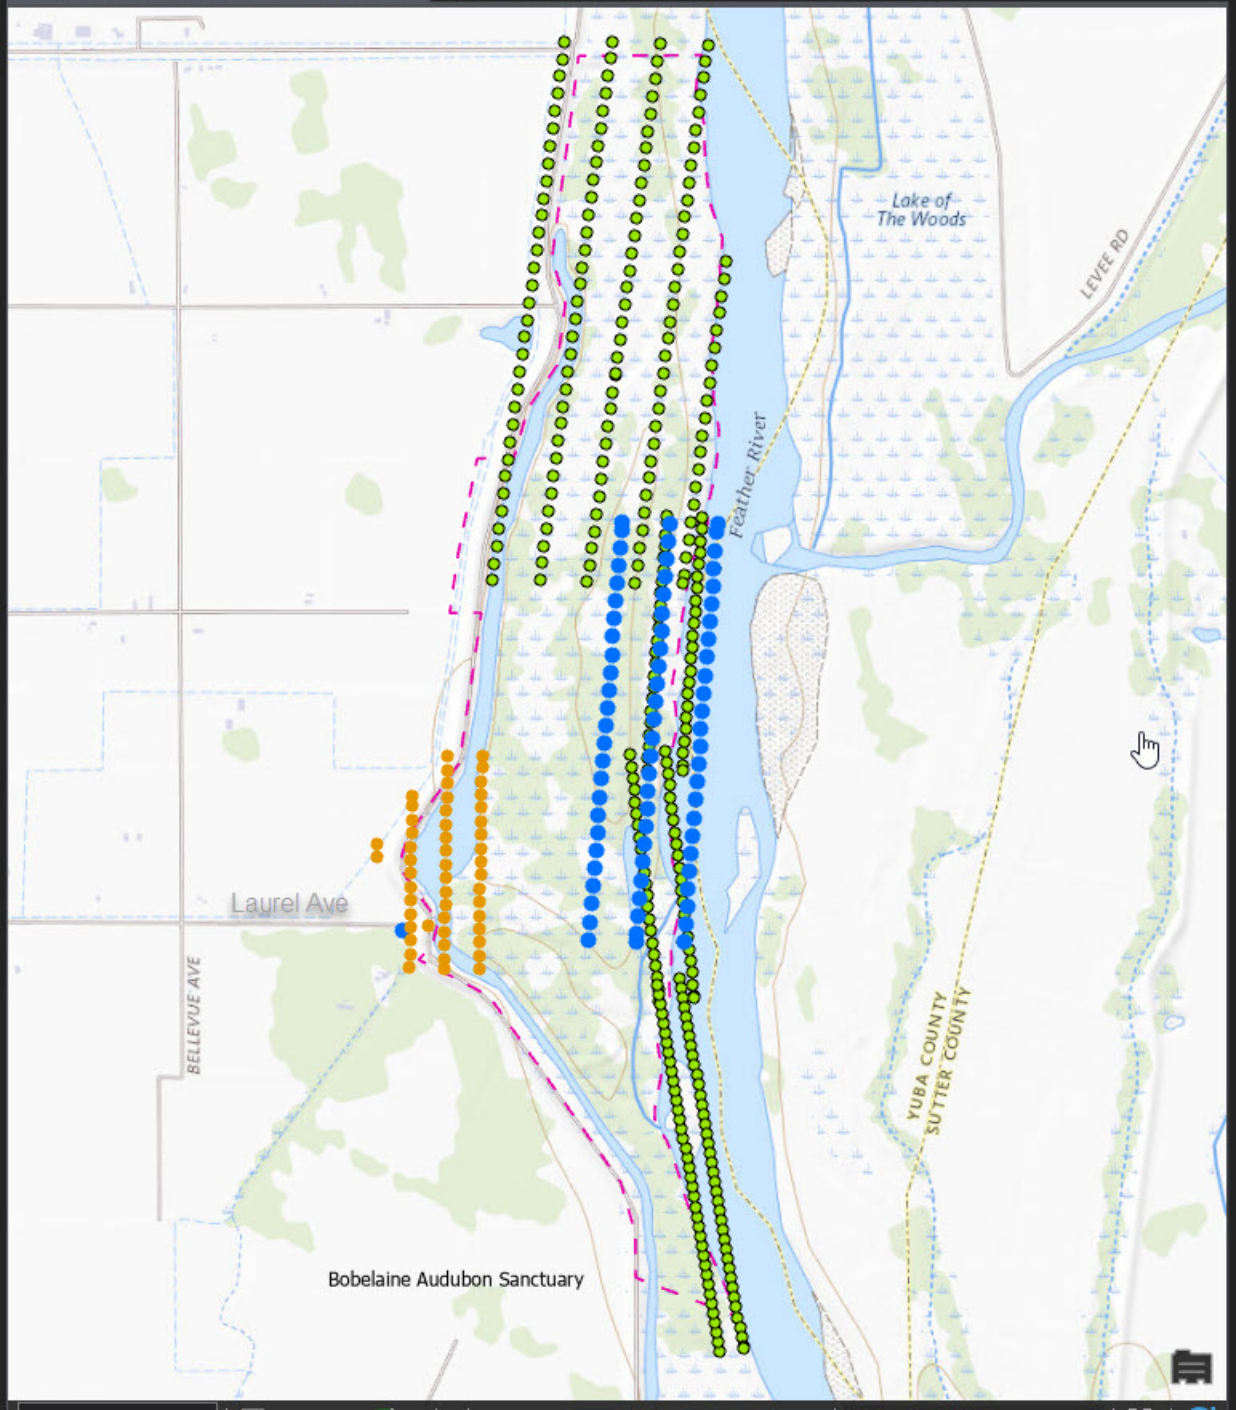 Lake of
The Woods
LEVEE RD
Feather River
Laurel Ave
BELLEVUE AVE
YUBA COUNTY
SUTTER COUNTY
Bobelaine Audubon Sanctuary